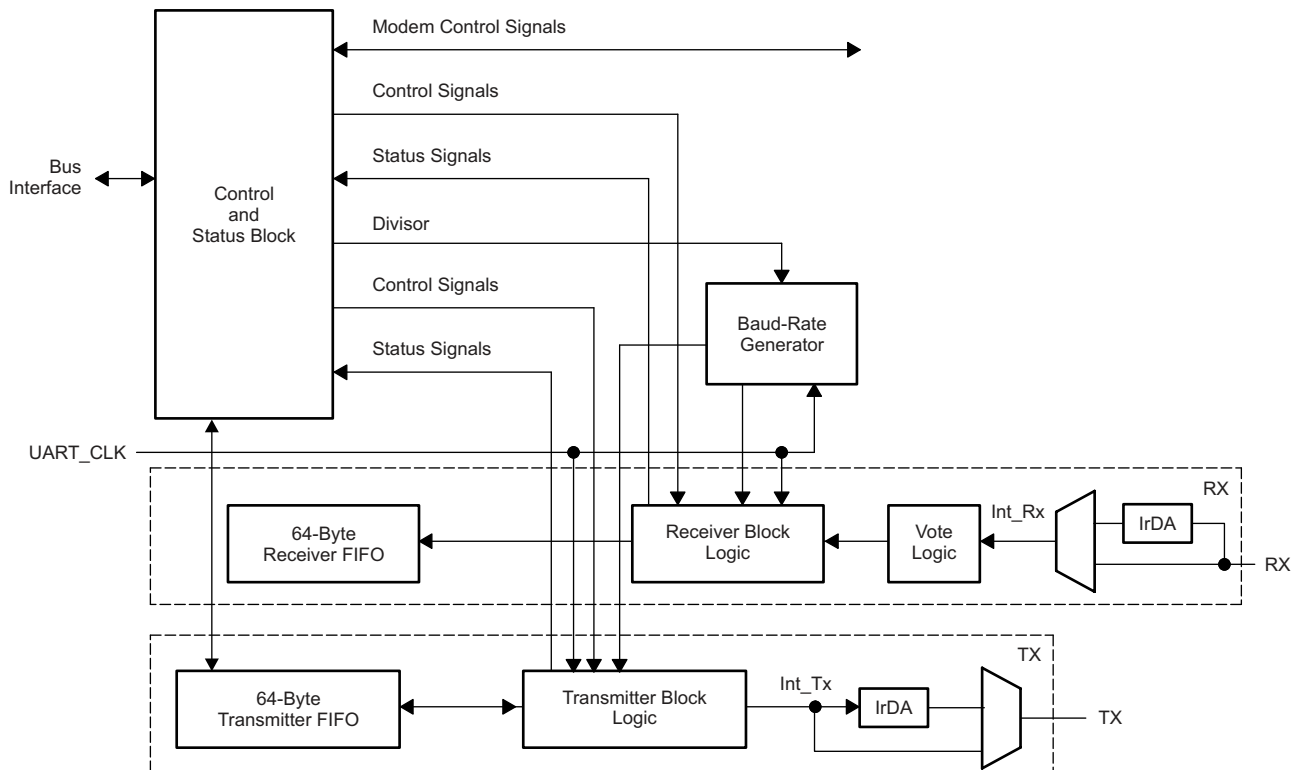 Modem Control Signals
Control Signals
Status Signals
Bus
Interface
Control
and
Status Block
Divisor
Control Signals
Status Signals
Baud-Rate
Generator
UART_CLK
RX
64-Byte
Receiver FIFO
Receiver Block
Logic
Vote
Logic
Int_Rx
IrDA
RX
TX
64-Byte
Transmitter FIFO
Transmitter Block
Logic
Int_Tx
IrDA
TX